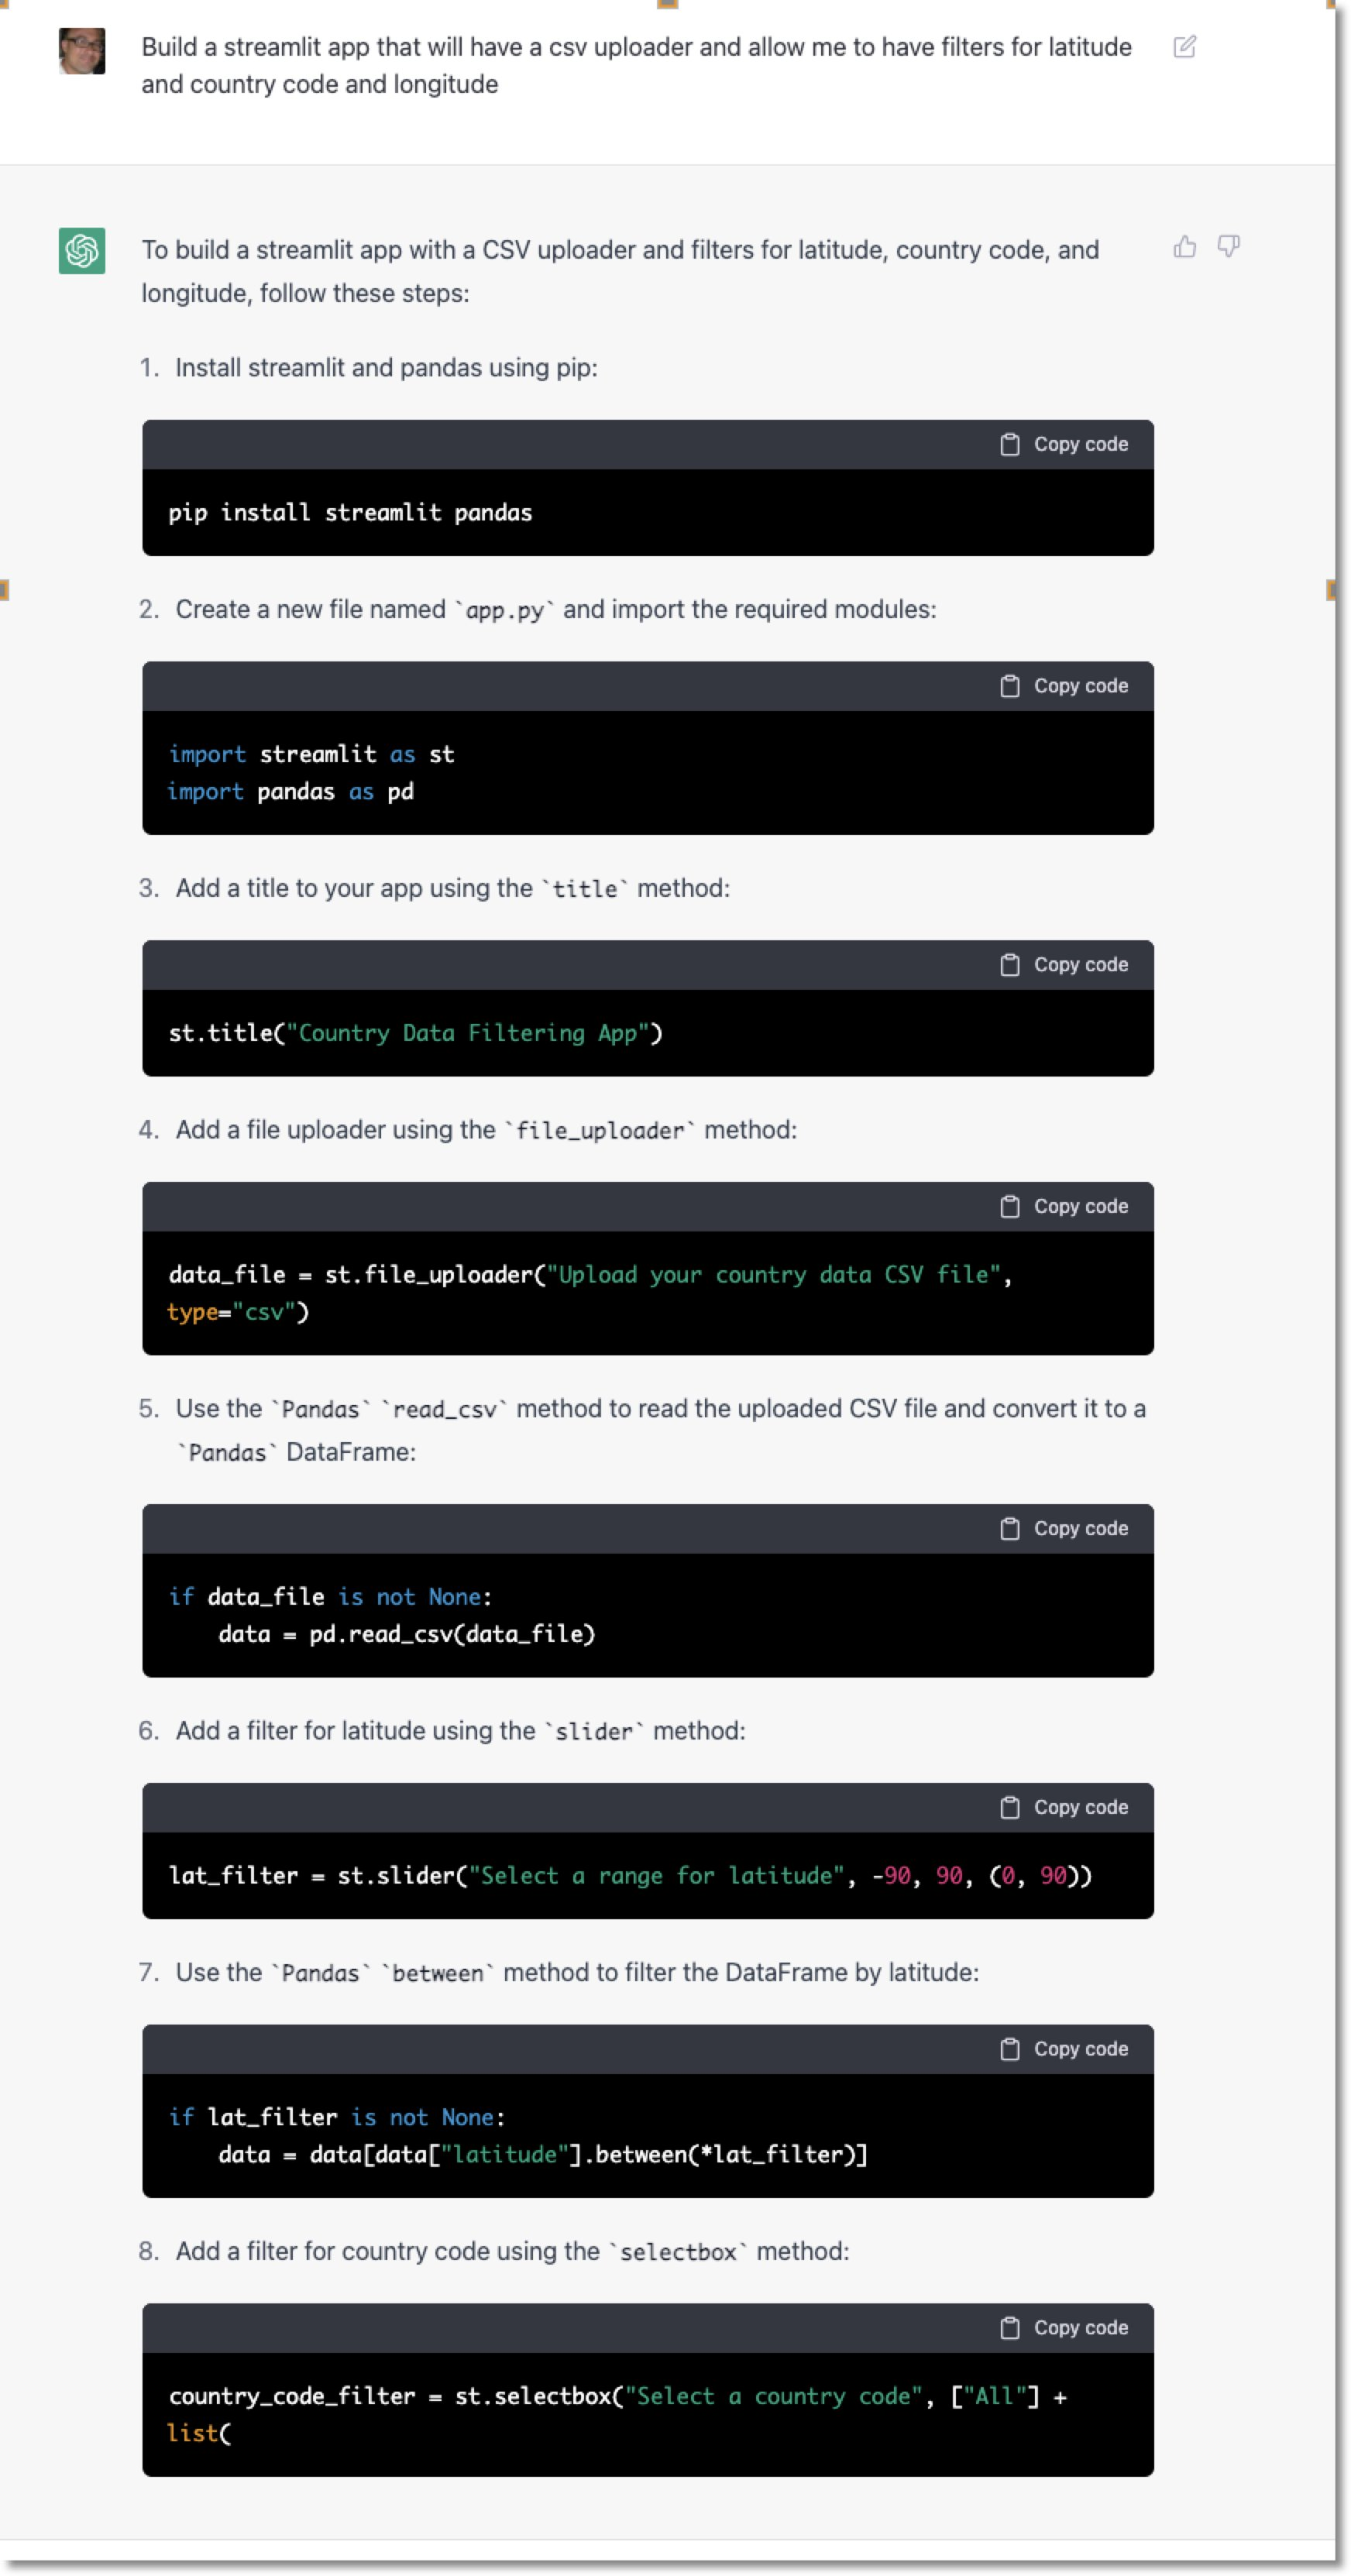 Build a streamlit app that will have a csv uploader and allow me to have filters for latitude
and country code and longitude
To build a streamlit app with a CSV uploader and filters for latitude, country code, and
longitude, follow these steps:
1. Install streamlit and pandas using pip:
Copy code
pip install streamlit pandas
2. Create a new file named `app.py` and import the required modules:
Copy code
import streamlit as st
import pandas as pd
3. Add a title to your app using the `title` method:
Copy code
st.title("Country Data Filtering App")
4. Add a file uploader using the `file_uploader` method:
Copy code
data_file = st.file_uploader("Upload your country data CSV file",
type="csv")
5. Use the `Pandas` `read_csv` method to read the uploaded CSV file and convert it to a
`Pandas` DataFrame:
Copy code
if data_file is not None:
    data = pd.read_csv(data_file)
6. Add a filter for latitude using the `slider` method:
Copy code
lat_filter = st.slider("Select a range for latitude", -90, 90, (0, 90))
7. Use the `Pandas` `between` method to filter the DataFrame by latitude:
Copy code
if lat_filter is not None:
    data = data[data["latitude"].between(*lat_filter)]
8. Add a filter for country code using the `selectbox` method:
Copy code
country_code_filter = st.selectbox("Select a country code", ["All"] +
list(